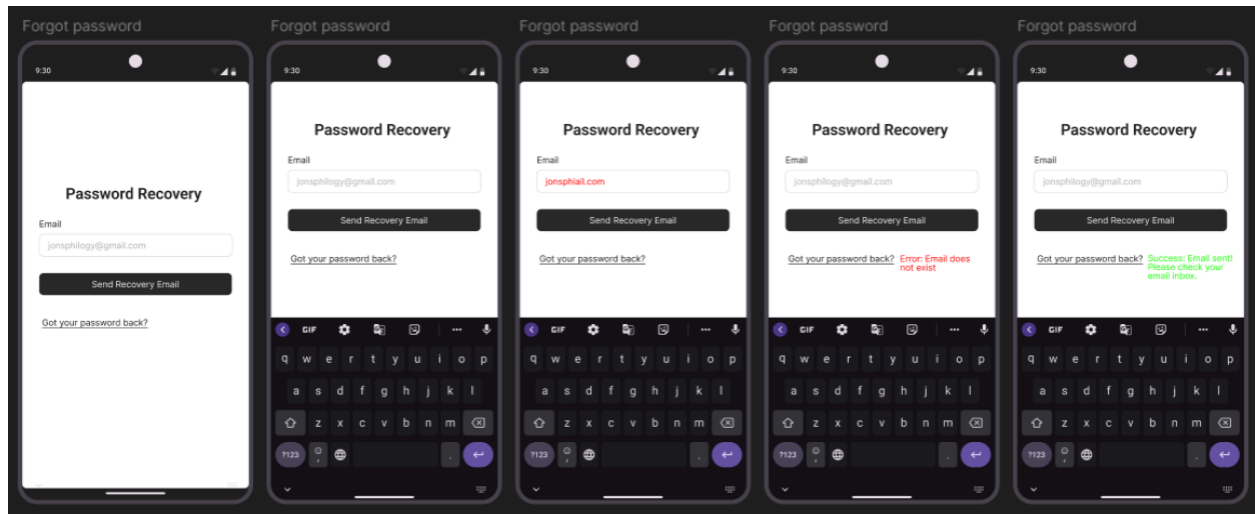 Forgot password
9:30
Password Recovery
Email
jonsphilogy@gmail.com
Send Recovery Email
Got your password back?
Forgot password
9:30
Password Recovery
Email
jonsphilogy@gmail.com
Send Recovery Email
Got your password back?
GIF
q w e r t y u i o p
a s d f g h j k l
z x c v b n m
?123 , .
Forgot password
9:30
Password Recovery
Email
jonsphiail.com
Send Recovery Email
Got your password back?
GIF
q w e r t y u i o p
a s d f g h j k l
z x c v b n m
?123 , .
Forgot password
9:30
Password Recovery
Email
jonsphilogy@gmail.com
Send Recovery Email
Got your password back?
Error: Email does
not exist
GIF
q w e r t y u i o p
a s d f g h j k l
z x c v b n m
?123 , .
Forgot password
9:30
Password Recovery
Email
jonsphilogy@gmail.com
Send Recovery Email
Got your password back?
Success: Email sent!
Please check your
email inbox.
GIF
q w e r t y u i o p
a s d f g h j k l
z x c v b n m
?123 , .